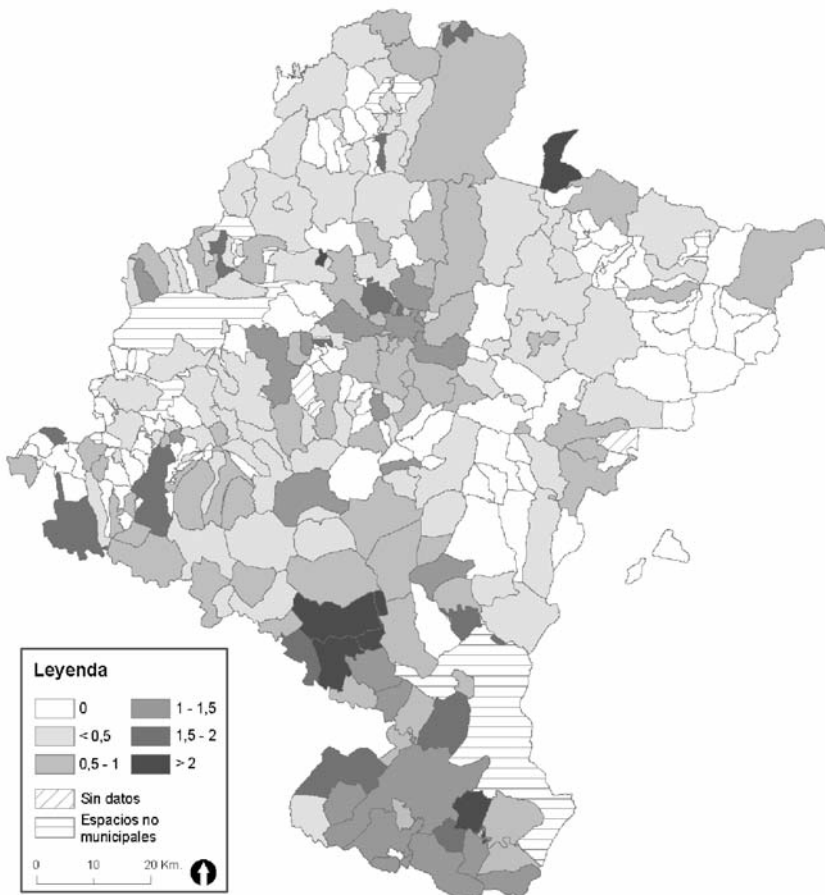 Leyenda
0
1 - 1,5
< 0,5
1,5 - 2
0,5 - 1
> 2
Sin datos
Espacios no
municipales
0 10 20 Km.